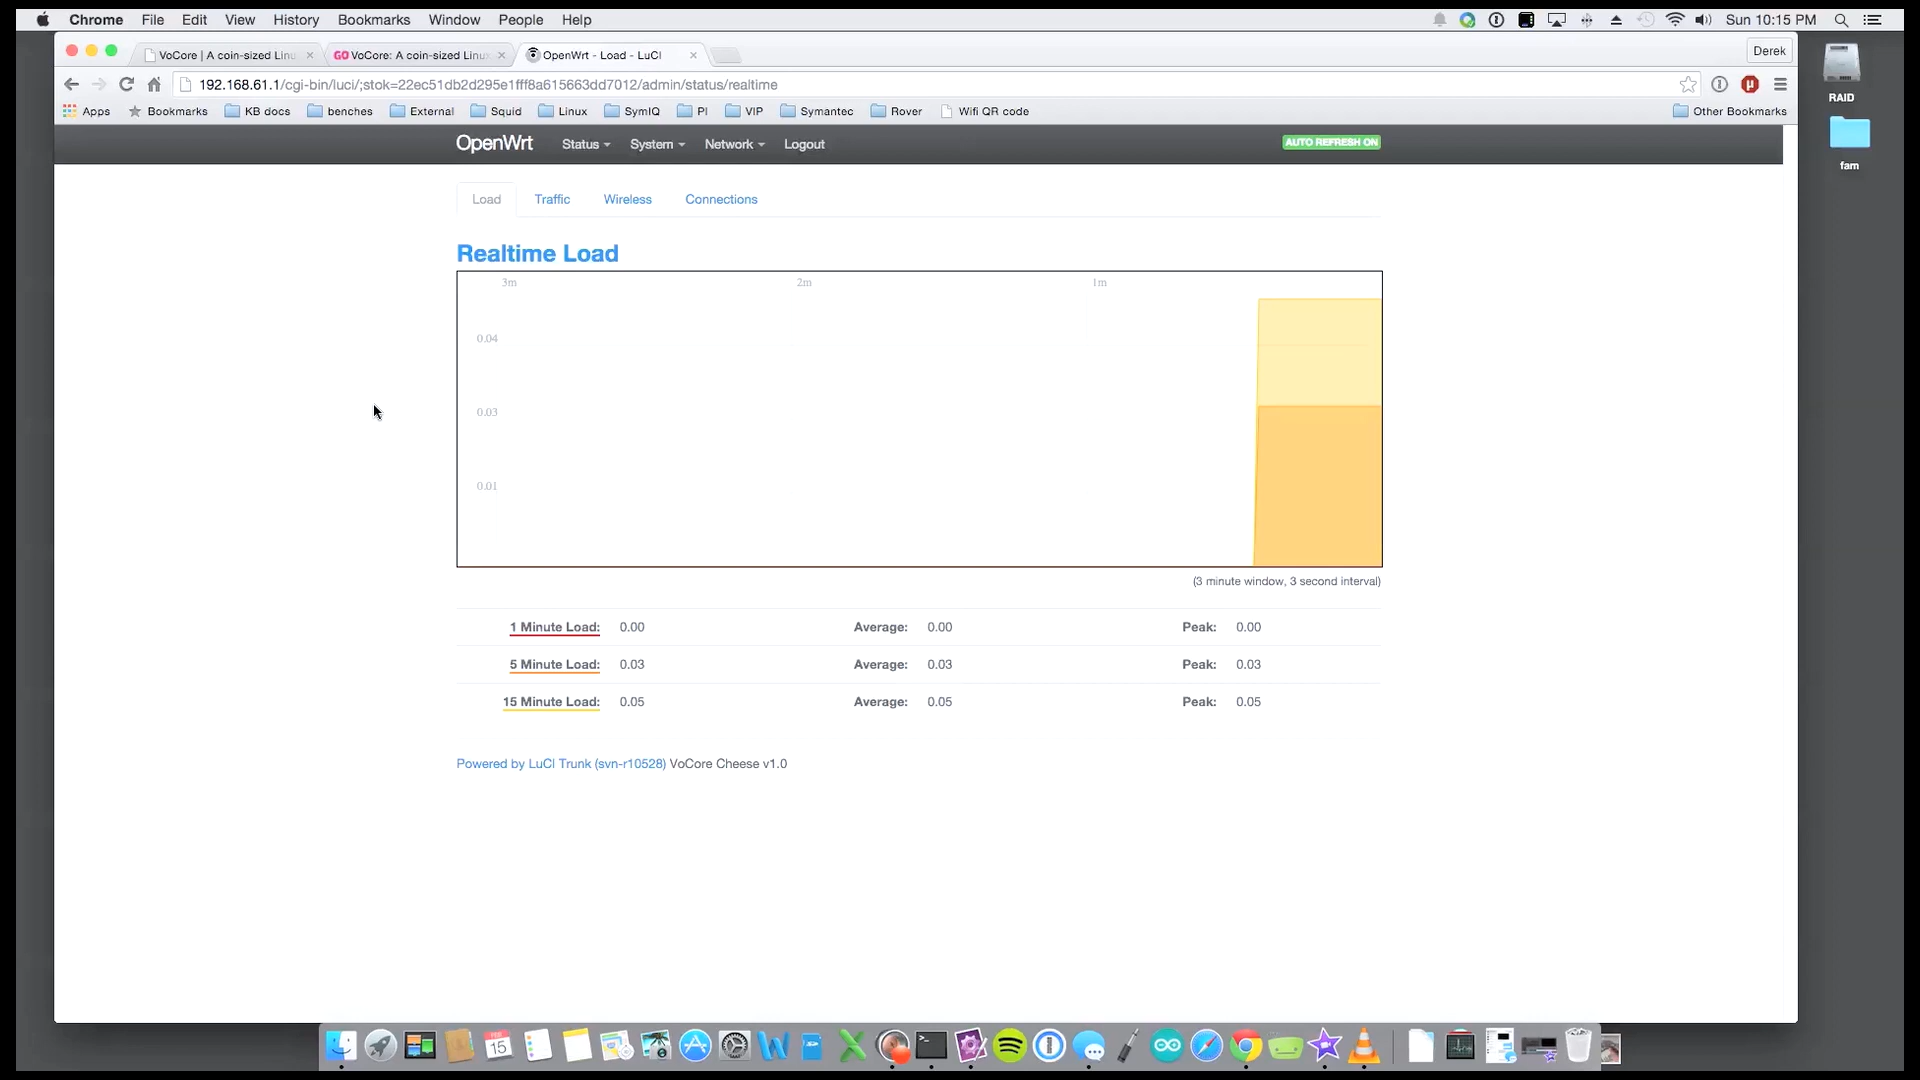 Chrome File Edit View History Bookmarks Window People Help Sun 10:15 PM
VoCore | A coin-sized Linu GO VoCore: A coin-sized Linux OpenWrt - Load - LuCI Derek
192.168.61.1/cgi-bin/luci/;stok=22ec51db2d295e1fff8a615663dd7012/admin/status/realtime
Apps Bookmarks KB docs benches External Squid Linux SymIQ PI VIP Symantec Rover Wifi QR code Other Bookmarks
RAID
fam
OpenWrt Status System Network Logout AUTO REFRESH ON
Load Traffic Wireless Connections
Realtime Load
3m 2m 1m
0.04
0.03
0.01
(3 minute window, 3 second interval)
1 Minute Load: 0.00 Average: 0.00 Peak: 0.00
5 Minute Load: 0.03 Average: 0.03 Peak: 0.03
15 Minute Load: 0.05 Average: 0.05 Peak: 0.05
Powered by LuCI Trunk (svn-r10528) VoCore Cheese v1.0
15